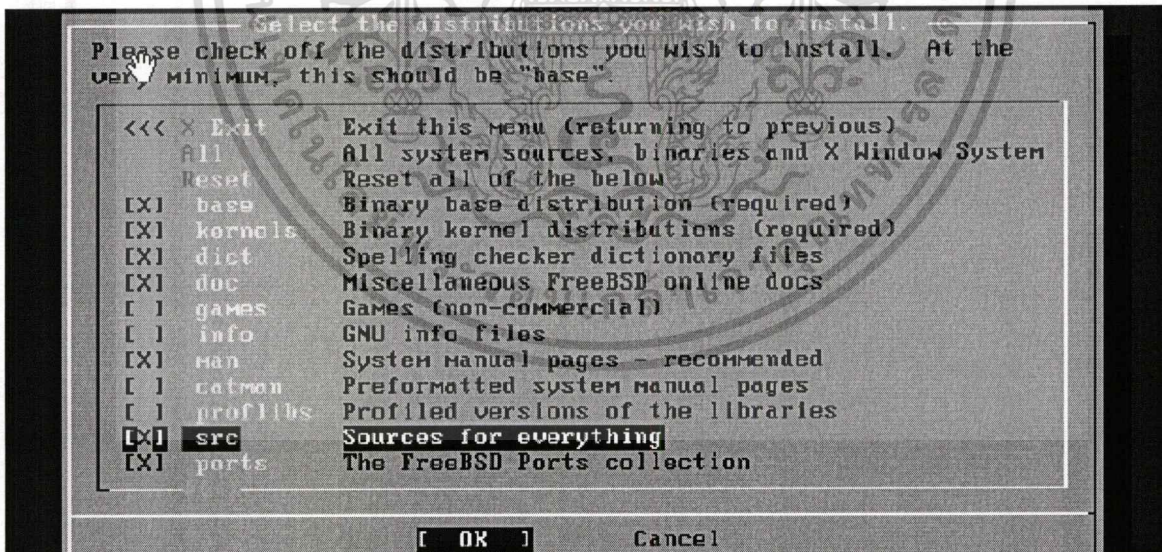 Select the distributions you wish to install.
Please check off the distributions you wish to install. At the
very minimum, this should be "base".
<<< X Exit Exit this menu (returning to previous)
All All system sources, binaries and X Window System
Reset Reset all of the below
[X] base Binary base distribution (required)
[X] kernels Binary kernel distributions (required)
[X] dict Spelling checker dictionary files
[X] doc Miscellaneous FreeBSD online docs
[ ] games Games (non-commercial)
[ ] info GNU info files
[X] man System manual pages - recommended
[ ] catman Preformatted system manual pages
[ ] proflibs Profiled versions of the libraries
[X] src Sources for everything
[X] ports The FreeBSD Ports collection
[ OK ] Cancel